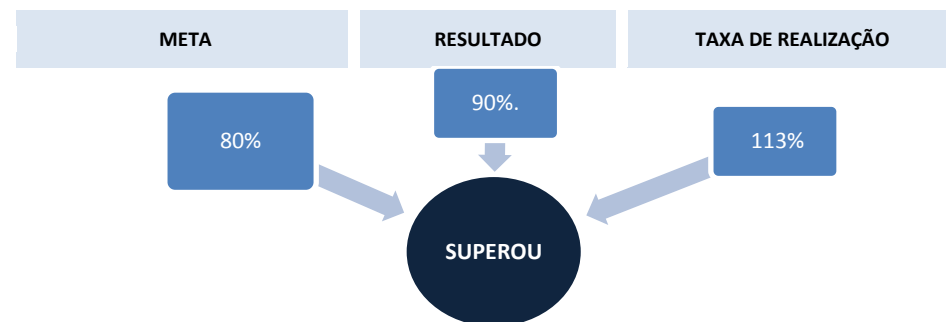 META
RESULTADO
TAXA DE REALIZAÇÃO
80%
90%.
113%
SUPEROU